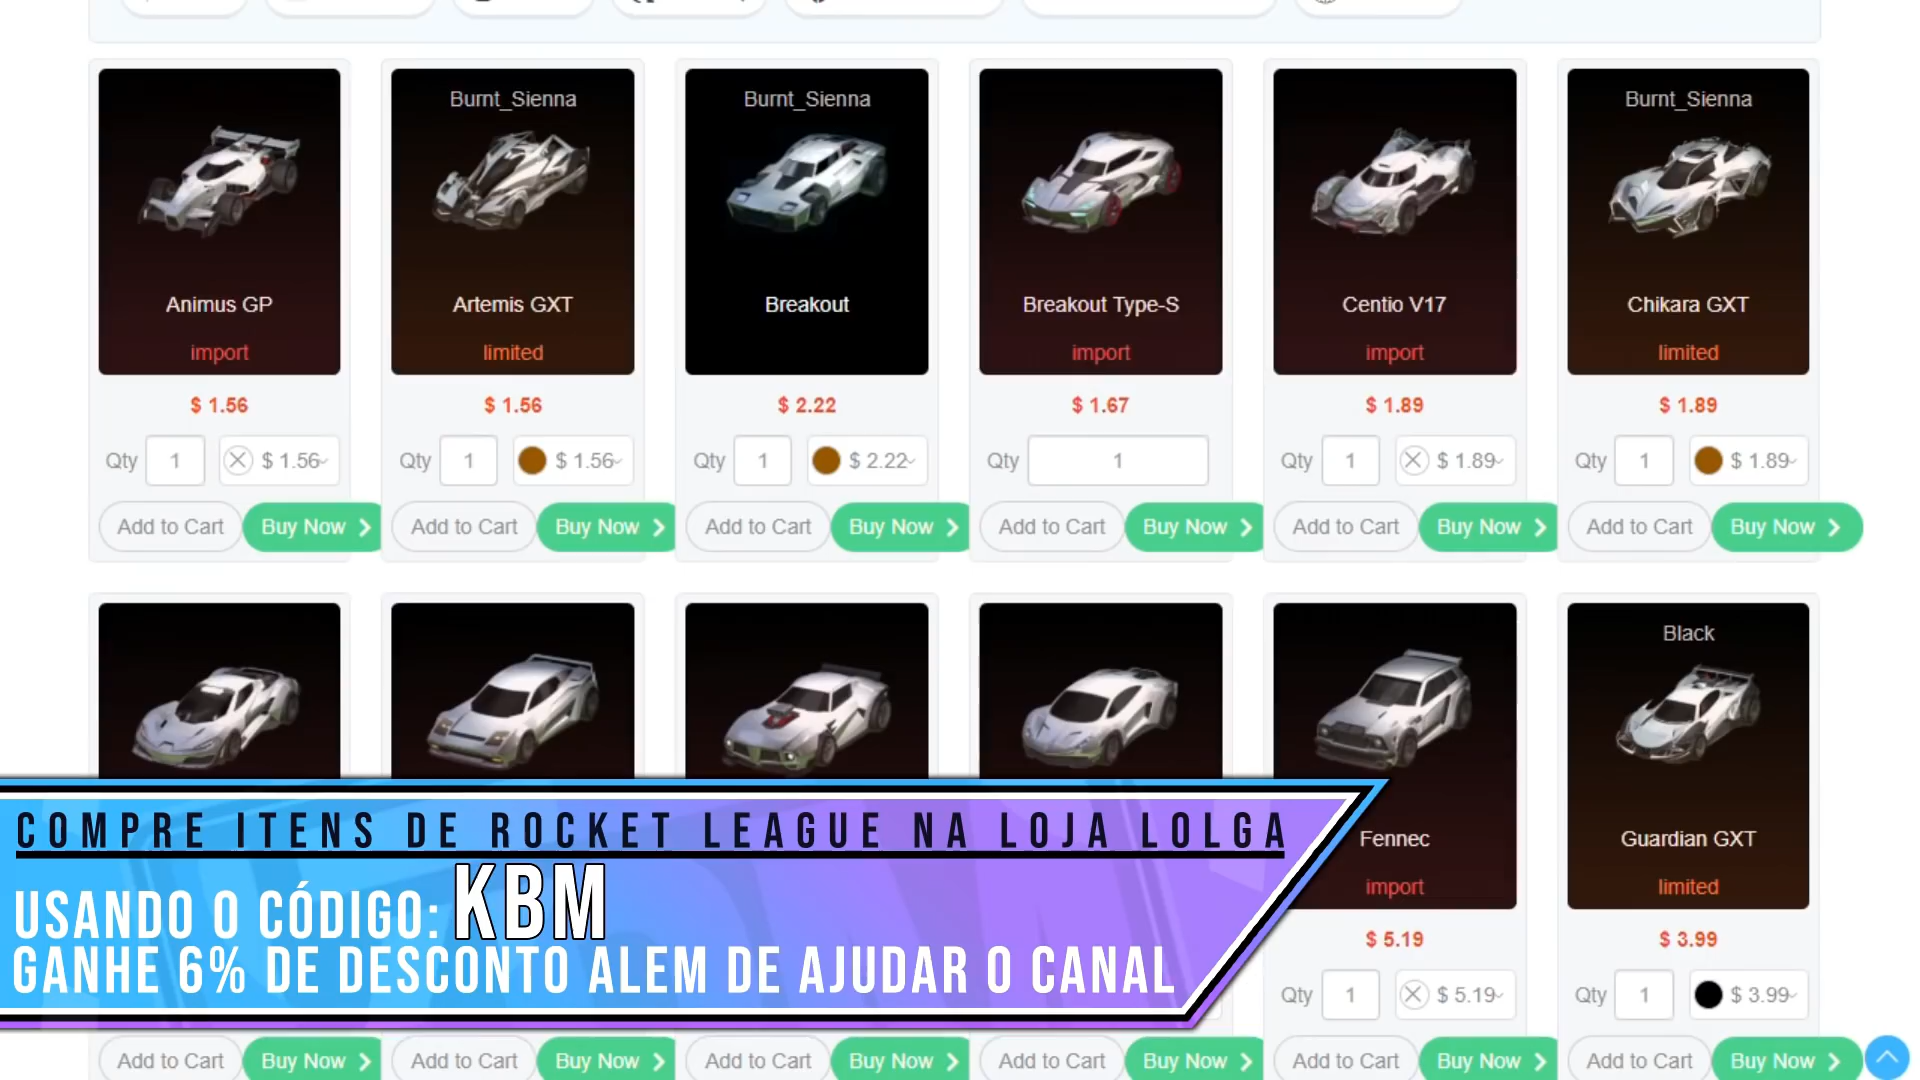 Burnt_Sienna Burnt_Sienna Burnt_Sienna
Animus GP Artemis GXT Breakout Breakout Type-S Centio V17 Chikara GXT
import limited import import limited
$ 1.56 $ 1.56 $ 2.22 $ 1.67 $ 1.89 $ 1.89
Qty 1 $ 1.56 Qty 1 $ 1.56 Qty 1 $ 2.22 Qty 1 Qty 1 $ 1.89 Qty 1 $ 1.89
Add to Cart Buy Now Add to Cart Buy Now Add to Cart Buy Now Add to Cart Buy Now Add to Cart Buy Now Add to Cart Buy Now
Black
COMPRE ITENS DE ROCKET LEAGUE NA LOJA LOLGA
Fennec Guardian GXT
import limited
USANDO O CÓDIGO: KBM
$ 5.19 $ 3.99
GANHE 6% DE DESCONTO ALEM DE AJUDAR O CANAL
Qty 1 $ 5.19 Qty 1 $ 3.99
Add to Cart Buy Now Add to Cart Buy Now Add to Cart Buy Now Add to Cart Buy Now Add to Cart Buy Now Add to Cart Buy Now